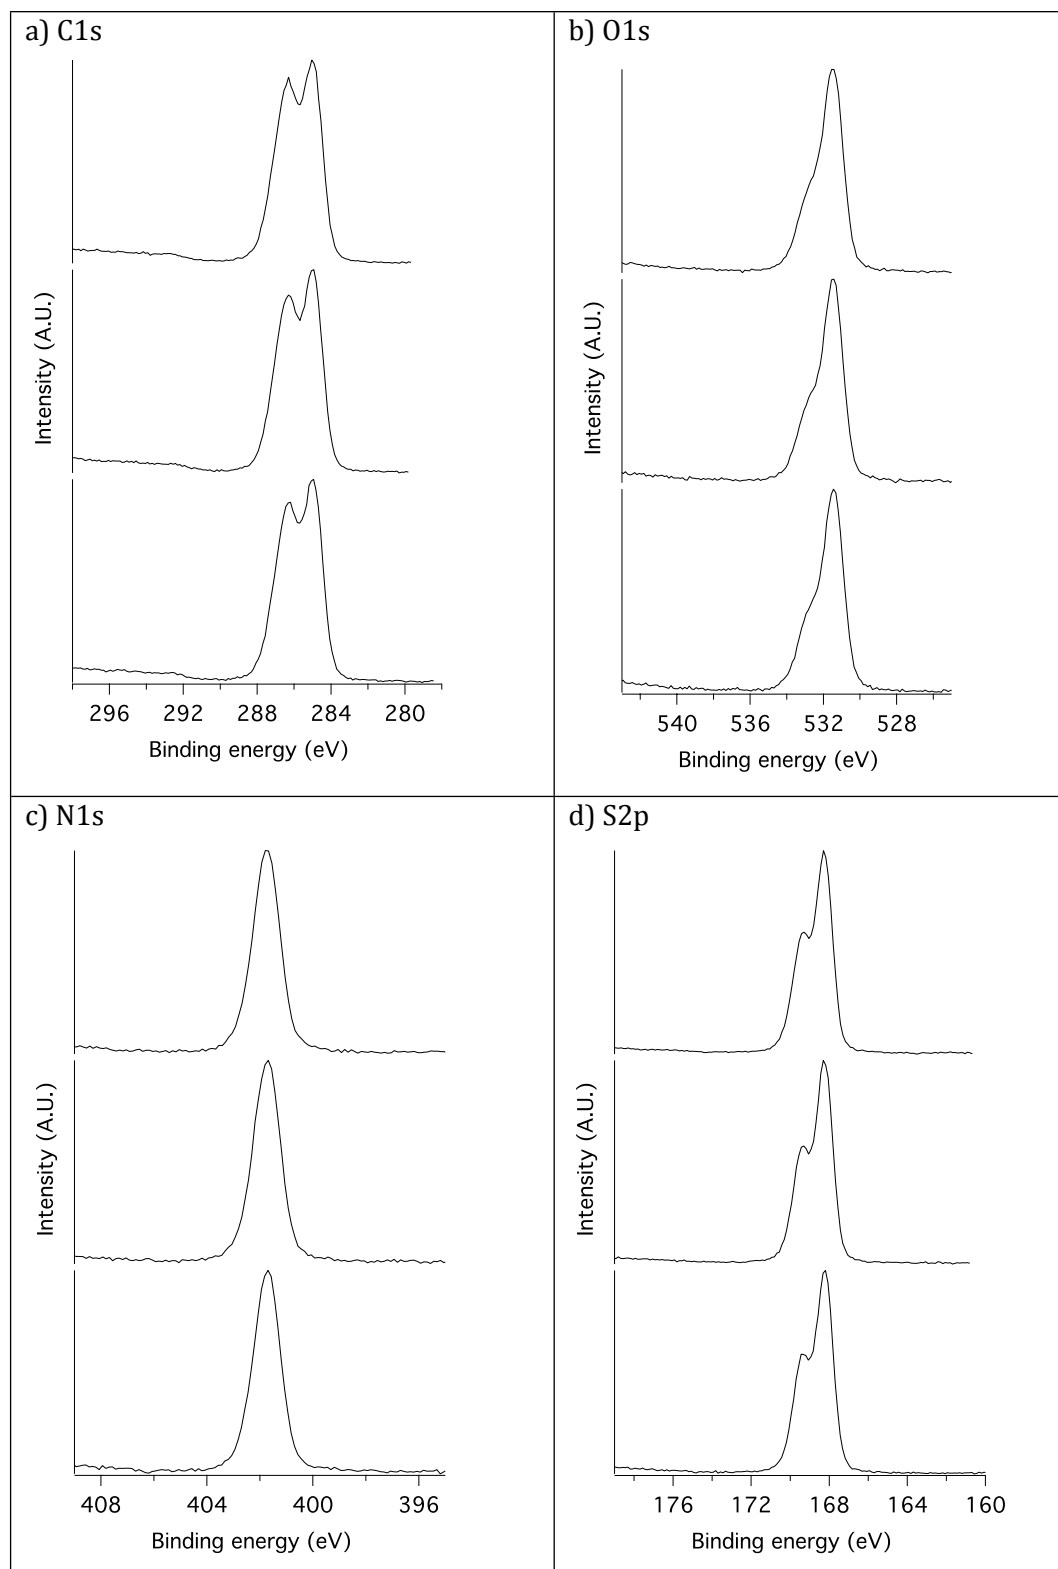 a) C1s
Intensity (A.U.)
296 292 288 284 280
Binding energy (eV)
b) O1s
Intensity (A.U.)
540 536 532 528
Binding energy (eV)
c) N1s
Intensity (A.U.)
408 404 400 396
Binding energy (eV)
d) S2p
Intensity (A.U.)
176 172 168 164 160
Binding energy (eV)